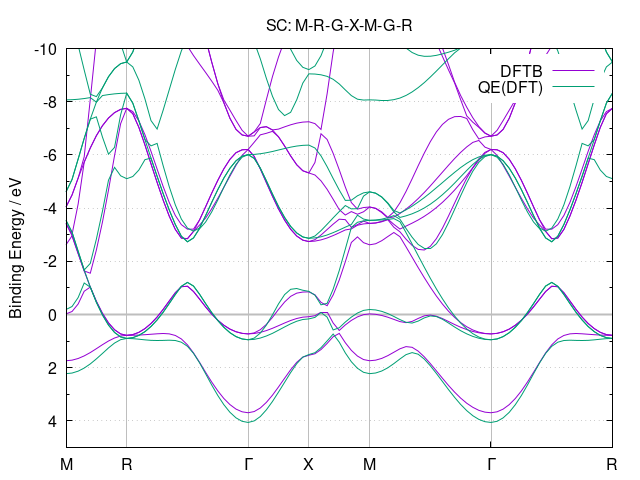 SC: M-R-G-X-M-G-R
DFTB
QE(DFT)
Binding Energy / eV
-10
-8
-6
-4
-2
0
2
4
M R Γ X M Γ R